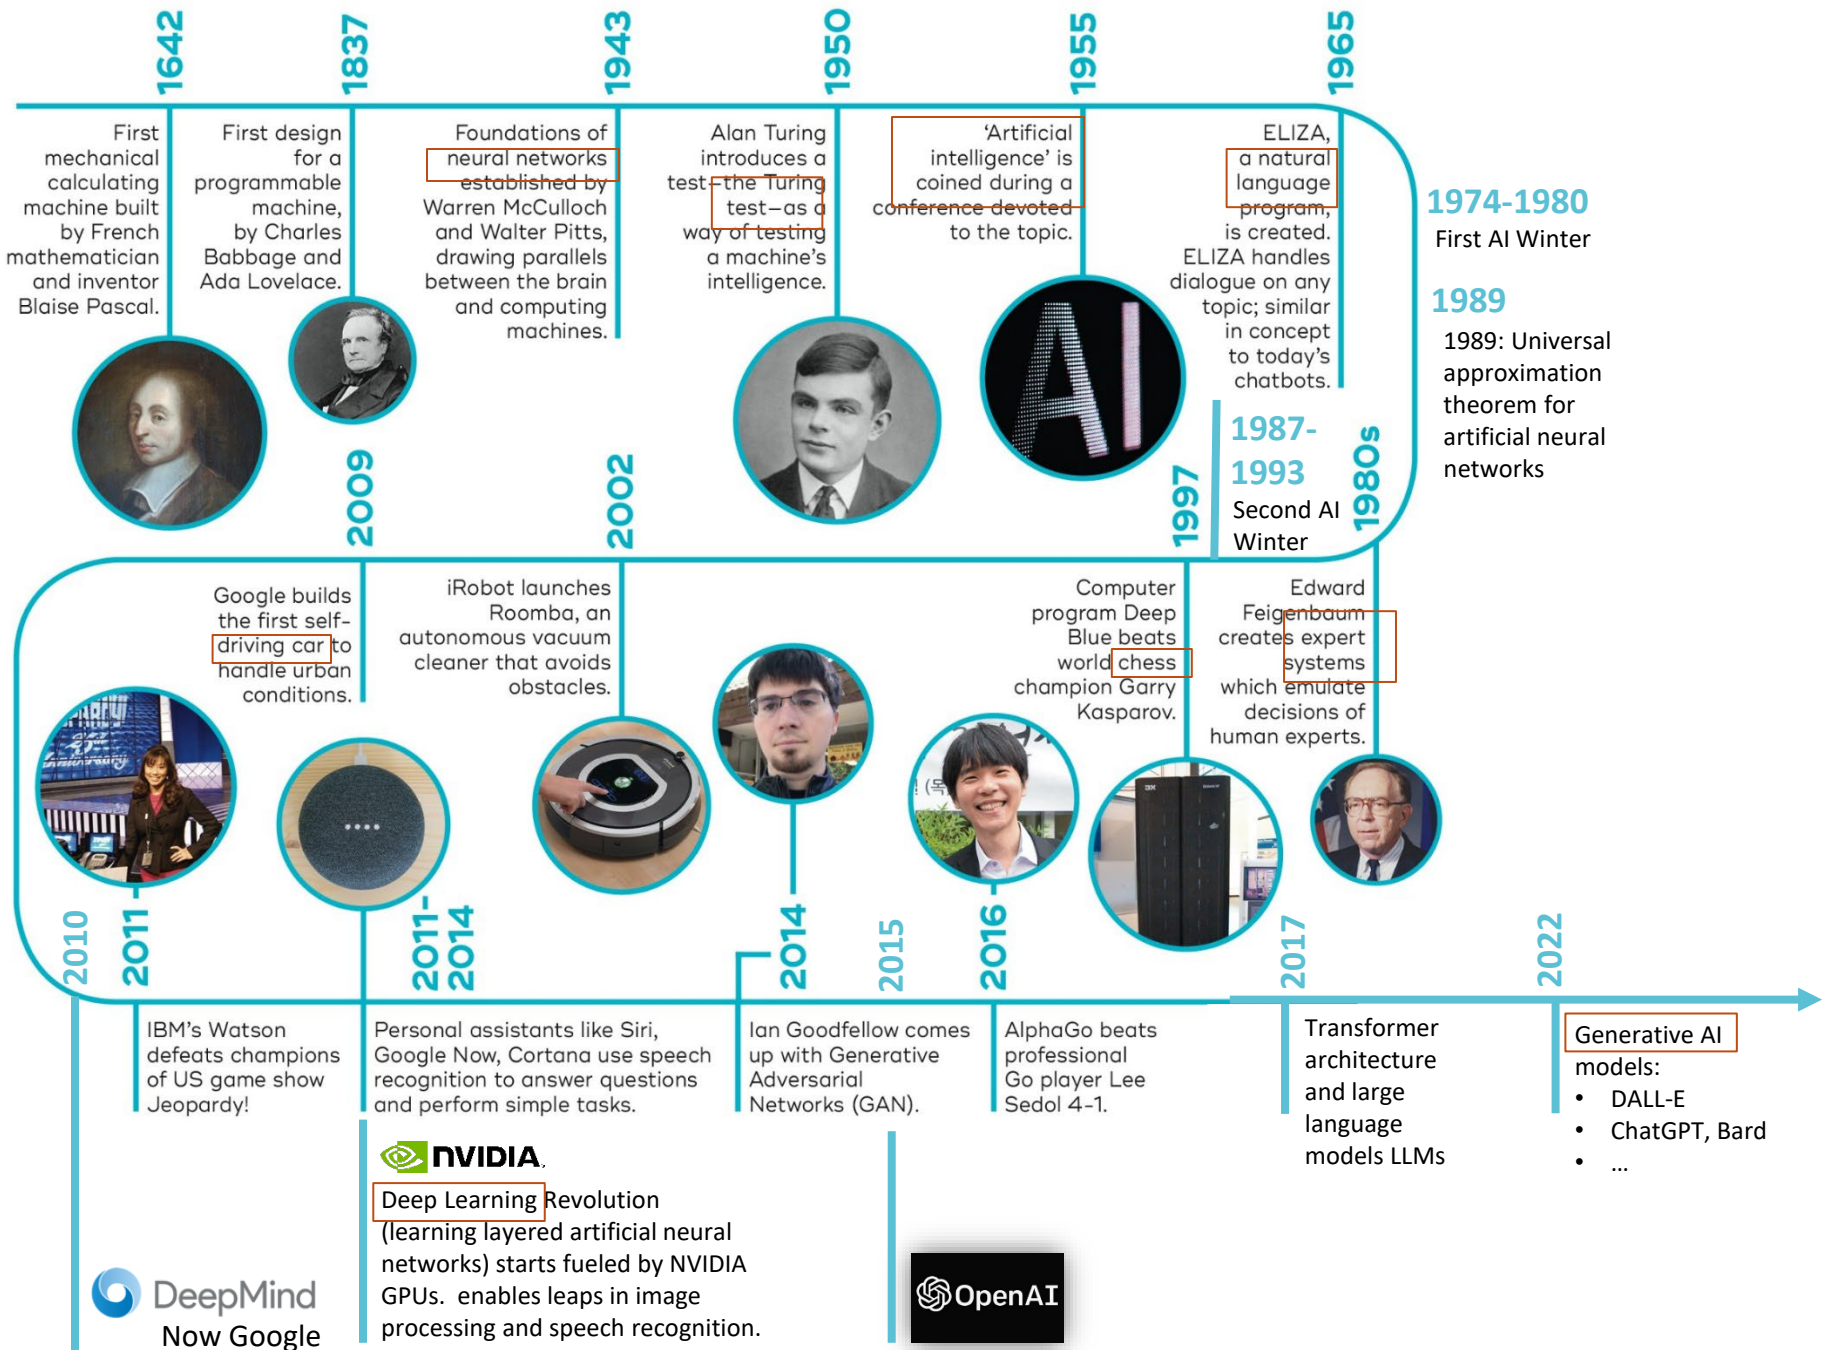 1642
First
mechanical
calculating
machine built
by French
mathematician
and inventor
Blaise Pascal.
1837
First design
for a
programmable
machine,
by Charles
Babbage and
Ada Lovelace.
1943
Foundations of
neural networks
established by
Warren McCulloch
and Walter Pitts,
drawing parallels
between the brain
and computing
machines.
1950
Alan Turing
introduces a
test–the Turing
test–as a
way of testing
a machine's
intelligence.
1955
‘Artificial
intelligence’ is
coined during a
conference devoted
to the topic.
AI
1965
ELIZA,
a natural
language
program,
is created.
ELIZA handles
dialogue on any
topic; similar
in concept
to today's
chatbots.
1974-1980
First AI Winter
1989
1989: Universal
approximation
theorem for
artificial neural
networks
1980s
Edward
Feigenbaum
creates expert
systems
which emulate
decisions of
human experts.
1987-
1993
Second AI
Winter
1997
Computer
program Deep
Blue beats
world chess
champion Garry
Kasparov.
IBM
2002
iRobot launches
Roomba, an
autonomous vacuum
cleaner that avoids
obstacles.
2009
Google builds
the first self-
driving car to
handle urban
conditions.
2010
DeepMind
Now Google
2011
IBM's Watson
defeats champions
of US game show
Jeopardy!
2011-
2014
Personal assistants like Siri,
Google Now, Cortana use speech
recognition to answer questions
and perform simple tasks.
NVIDIA.
Deep Learning Revolution
(learning layered artificial neural
networks) starts fueled by NVIDIA
GPUs. enables leaps in image
processing and speech recognition.
2014
Ian Goodfellow comes
up with Generative
Adversarial
Networks (GAN).
2015
OpenAI
2016
AlphaGo beats
professional
Go player Lee
Sedol 4-1.
2017
Transformer
architecture
and large
language
models LLMs
2022
Generative AI
models:
• DALL-E
• ChatGPT, Bard
• ...